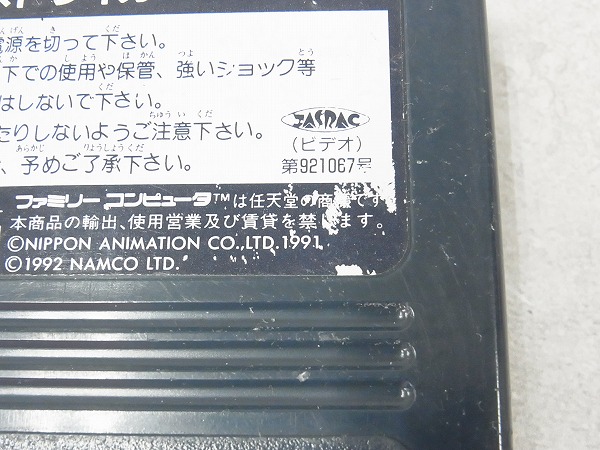 電源を切って下さい。
下での使用や保管、強いショック等
はしないで下さい。
たりしないようご注意下さい。
、予めご了承下さい。
JASRAC
(ビデオ)
第921067号
ファミリーコンピュータ™は任天堂の商標です
本商品の輸出、使用営業及び賃貸を禁じます。
©NIPPON ANIMATION CO.,LTD.1991
©1992 NAMCO LTD.